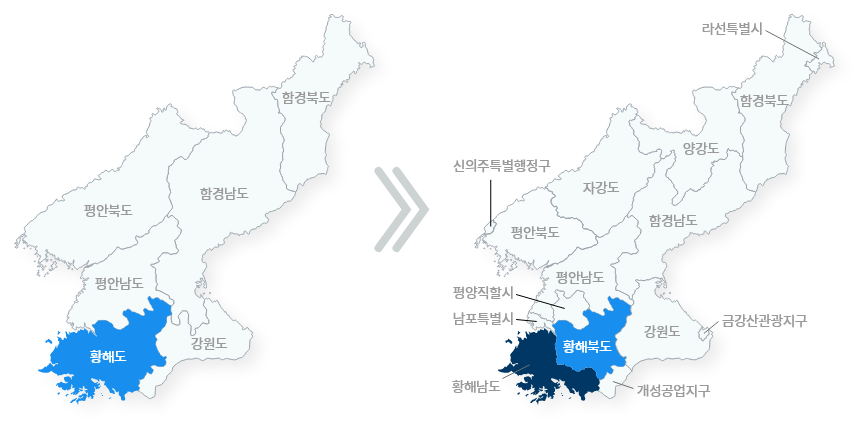 함경북도
함경남도
평안북도
평안남도
강원도
황해도
라선특별시
함경북도
양강도
신의주특별행정구
자강도
함경남도
평안북도
평안남도
평양직할시
남포특별시
금강산관광지구
강원도
황해북도
황해남도
개성공업지구